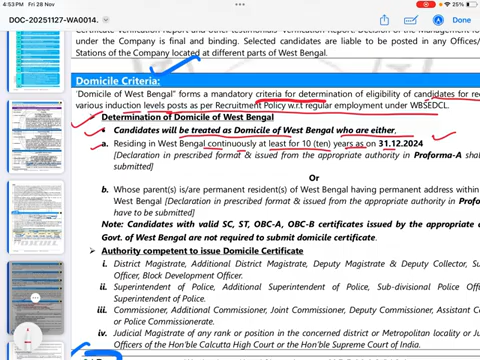 4:53 PM Fri 28 Nov
25%
DOC-20251127-WA0014.
Certificate Verification Report and other testimonials' Verification Report. Decision of the Management
under the Company is final and binding. Selected candidates are liable to be posted in any Offices/
Stations of the Company located at different parts of West Bengal.
Domicile Criteria:
'Domicile of West Bengal" forms a mandatory criteria for determination of eligibility of candidates for
various induction levels posts as per Recruitment Policy w.r.t regular employment under WBSEDCL.
Determination of Domicile of West Bengal
• Candidates will be treated as Domicile of West Bengal who are either,
a. Residing in West Bengal continuously at least for 10 (ten) years as on 31.12.2024
[Declaration in prescribed format & issued from the appropriate authority in Proforma-A
submitted]
Or
b. Whose parent(s) is/are permanent resident(s) of West Bengal having permanent address within
West Bengal [Declaration in prescribed format & issued from the appropriate authority in
have to be submitted]
Note: Candidates with valid SC, ST, OBC-A, OBC-B certificates issued by the appropriate
Govt. of West Bengal are not required to submit domicile certificate.
Authority competent to issue Domicile Certificate
i. District Magistrate, Additional District Magistrate, Deputy Magistrate & Deputy Collector,
Officer, Block Development Officer.
ii. Superintendent of Police, Additional Superintendent of Police, Sub-divisional Police
Superintendent of Police.
iii. Commissioner, Additional Commissioner, Joint Commissioner, Deputy Commissioner, Assistant
or Police Commissionerate.
iv. Judicial Magistrate of any rank or position in the concerned district or Metropolitan locality or
Officers of the Hon'ble Calcutta High Court or the Hon'ble Supreme Court of India.